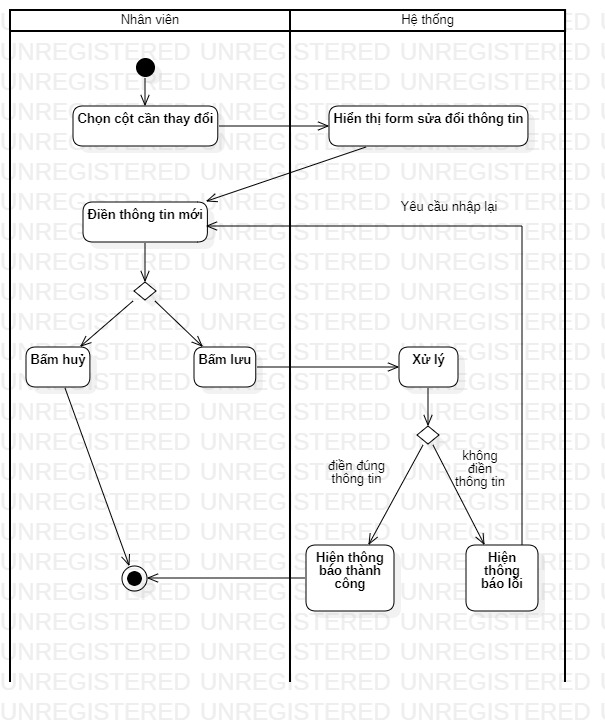 Nhân viên
Hệ thống
Chọn cột cần thay đổi
Hiển thị form sửa đổi thông tin
Điền thông tin mới
Yêu cầu nhập lại
Bấm huỷ
Bấm lưu
Xử lý
điền đúng
thông tin
không
điền
thông tin
Hiện thông
báo thành
công
Hiện
thông
báo lỗi
UNREGISTERED